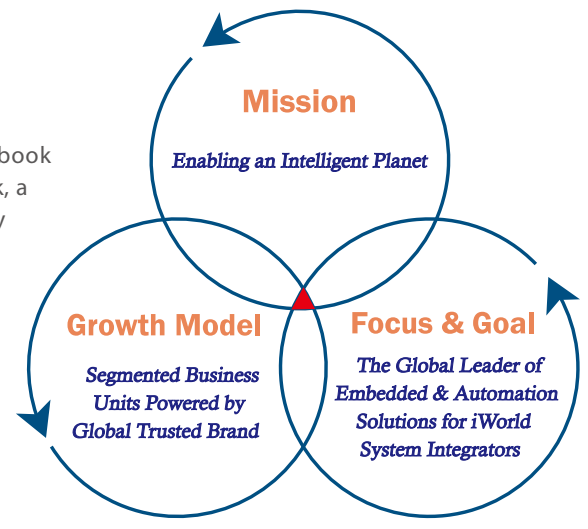 Mission
Enabling an Intelligent Planet
book
, a
Growth Model
Segmented Business
Units Powered by
Global Trusted Brand
Focus & Goal
The Global Leader of
Embedded & Automation
Solutions for iWorld
System Integrators